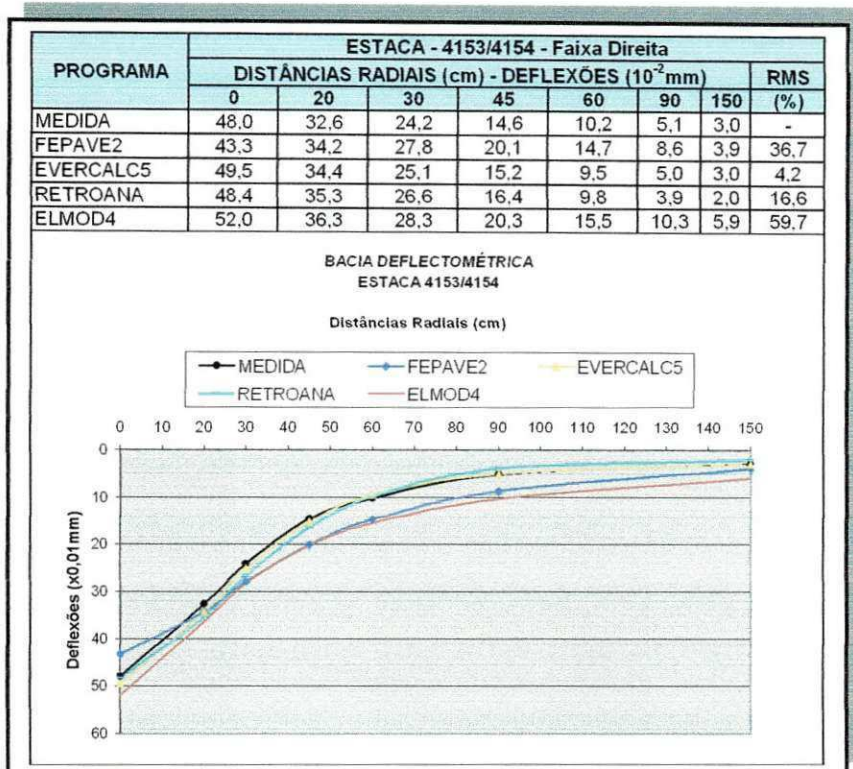 PROGRAMA
ESTACA - 4153/4154 - Faixa Direita
DISTÂNCIAS RADIAIS (cm) - DEFLEXÕES (10-2mm) RMS
0 20 30 45 60 90 150 (%)
MEDIDA 48,0 32,6 24,2 14,6 10,2 5,1 3,0 -
FEPAVE2 43,3 34,2 27,8 20,1 14,7 8,6 3,9 36,7
EVERCALC5 49,5 34,4 25,1 15,2 9,5 5,0 3,0 4,2
RETROANA 48,4 35,3 26,6 16,4 9,8 3,9 2,0 16,6
ELMOD4 52,0 36,3 28,3 20,3 15,5 10,3 5,9 59,7
BACIA DEFLECTOMÉTRICA
ESTACA 4153/4154
Distâncias Radiais (cm)
MEDIDA FEPAVE2 EVERCALC5
RETROANA ELMOD4
0 10 20 30 40 50 60 70 80 90 100 110 120 130 140 150
0
10
20
30
40
50
60
Deflexões (x0,01mm)